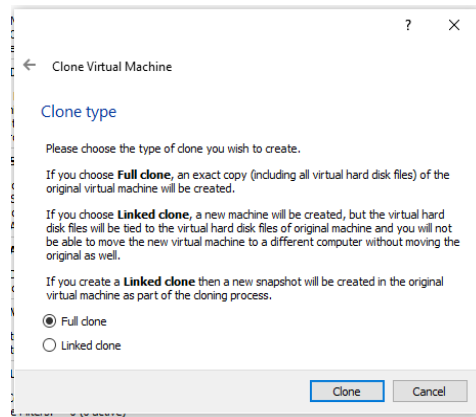 ?
Clone Virtual Machine
Clone type
Please choose the type of clone you wish to create.
If you choose Full clone, an exact copy (including all virtual hard disk files) of the
original virtual machine will be created.
If you choose Linked clone, a new machine will be created, but the virtual hard
disk files will be tied to the virtual hard disk files of original machine and you will not
be able to move the new virtual machine to a different computer without moving the
original as well.
If you create a Linked clone then a new snapshot will be created in the original
virtual machine as part of the cloning process.
Full clone
Linked clone
Clone Cancel